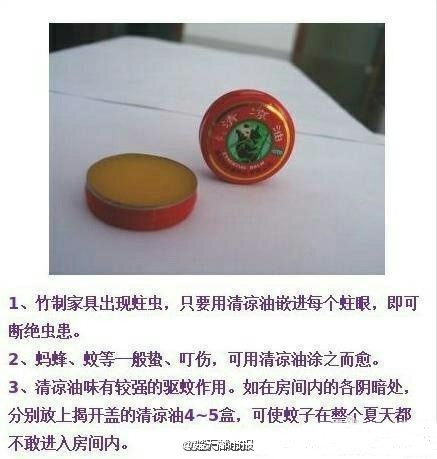 清凉油
ESSENTIAL BALM
1、竹制家具出现蛀虫，只要用清凉油嵌进每个蛀眼，即可
断绝虫患。
2、蚂蜂、蚊等一般蛰、叮伤，可用清凉油涂之而愈。
3、清凉油味有较强的驱蚊作用。如在房间内的各阴暗处，
分别放上揭开盖的清凉油4~5盒，可使蚊子在整个夏天都
不敢进入房间内。